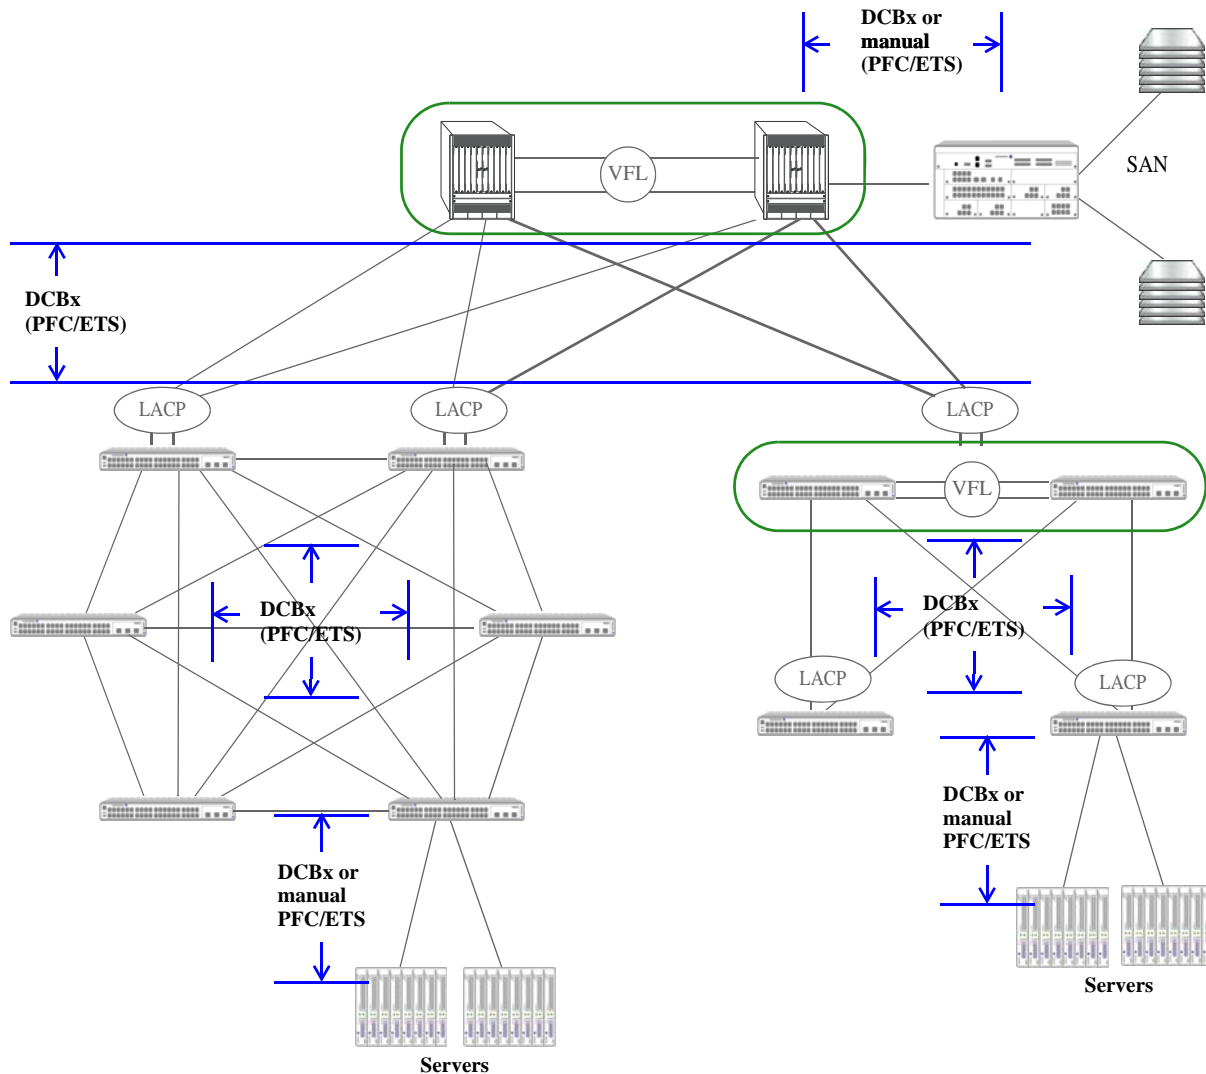 DCBx or
manual
(PFC/ETS)
VFL
SAN
DCBx
(PFC/ETS)
LACP
LACP
LACP
VFL
DCBx
(PFC/ETS)
DCBx
(PFC/ETS)
LACP
LACP
DCBx or
manual
PFC/ETS
DCBx or
manual
PFC/ETS
Servers
Servers